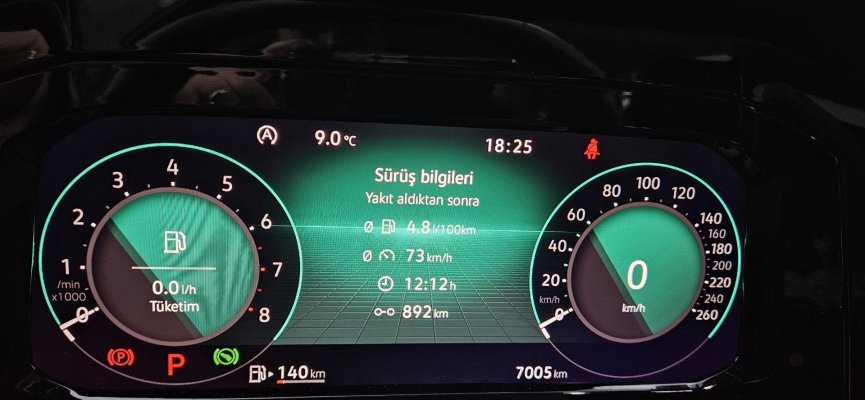 A
9.0 °C
18:25
Sürüş bilgileri
Yakıt aldıktan sonra
Ø 4.8 l/100km
Ø 73 km/h
12:12 h
892 km
0
1
2
3
4
5
6
7
8
/min
x1000
0.0 l/h
Tüketim
0
20
40
60
80
100
120
140
160
180
200
220
240
260
km/h
0
km/h
P
P
140 km
7005 km